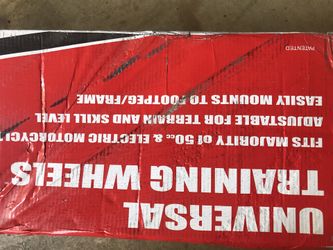 UNIVERSAL
TRAINING WHEELS
FITS MAJORITY of 50cc & ELECTRIC MOTORCYCL
ADJUSTABLE FOR TERRAIN AND SKILL LEVEL
EASILY MOUNTS TO FOOTPEG/FRAME
PATENTED